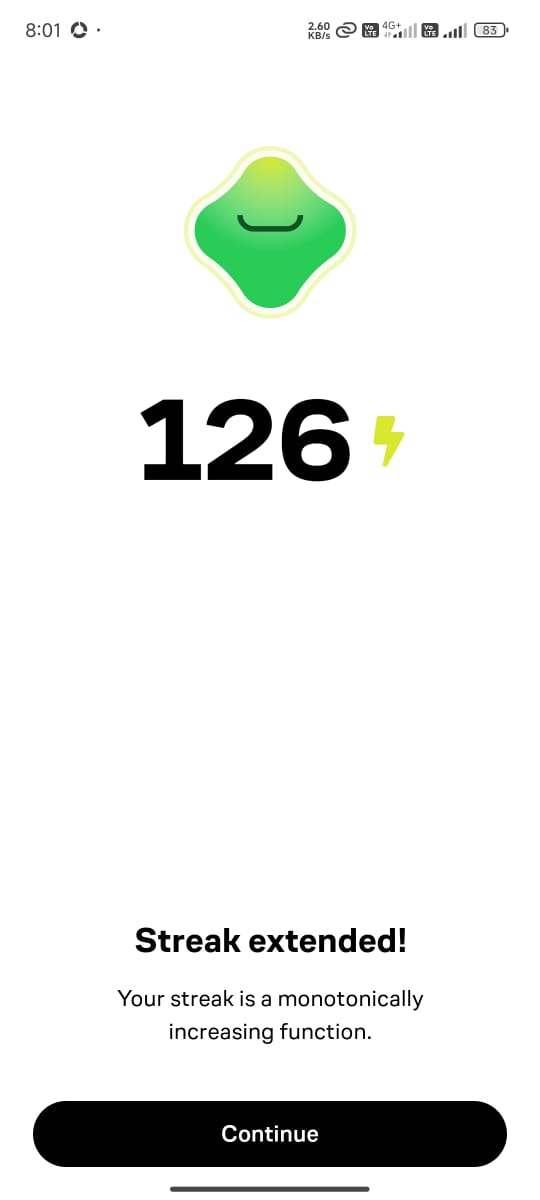 8:01
2.60
KB/s
Vo
LTE
4G+
Vo
LTE
83
126
Streak extended!
Your streak is a monotonically
increasing function.
Continue